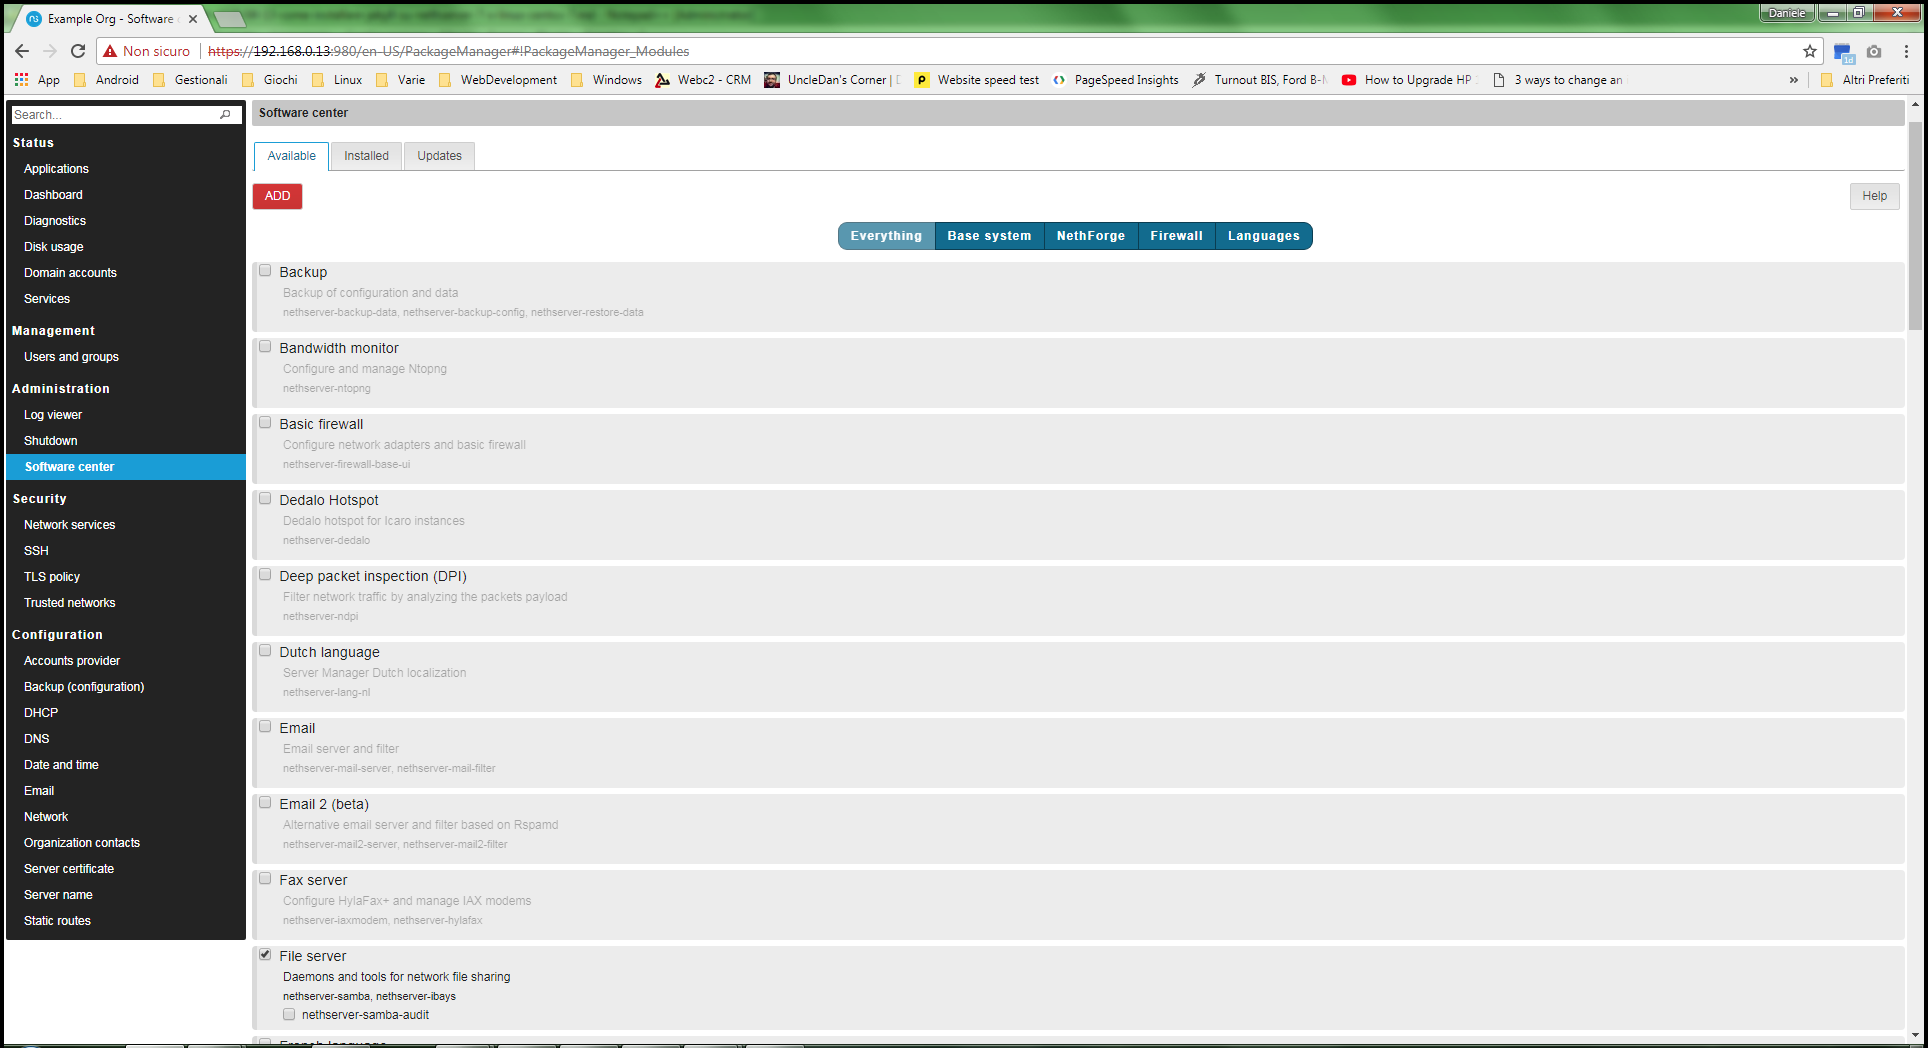 Example Org - Software c
Daniele
Non sicuro https://192.168.0.13:980/en-US/PackageManager#!PackageManager_Modules
1d
App Android Gestionali Giochi Linux Varie WebDevelopment Windows Webc2 - CRM UncleDan's Corner | Website speed test PageSpeed Insights Turnout BIS, Ford B- How to Upgrade HP 3 ways to change an » Altri Preferiti
Search...
Status
Applications
Dashboard
Diagnostics
Disk usage
Domain accounts
Services
Management
Users and groups
Administration
Log viewer
Shutdown
Software center
Security
Network services
SSH
TLS policy
Trusted networks
Configuration
Accounts provider
Backup (configuration)
DHCP
DNS
Date and time
Email
Network
Organization contacts
Server certificate
Server name
Static routes
Software center
Available Installed Updates
ADD
Help
Everything Base system NethForge Firewall Languages
Backup
Backup of configuration and data
nethserver-backup-data, nethserver-backup-config, nethserver-restore-data
Bandwidth monitor
Configure and manage Ntopng
nethserver-ntopng
Basic firewall
Configure network adapters and basic firewall
nethserver-firewall-base-ui
Dedalo Hotspot
Dedalo hotspot for Icaro instances
nethserver-dedalo
Deep packet inspection (DPI)
Filter network traffic by analyzing the packets payload
nethserver-ndpi
Dutch language
Server Manager Dutch localization
nethserver-lang-nl
Email
Email server and filter
nethserver-mail-server, nethserver-mail-filter
Email 2 (beta)
Alternative email server and filter based on Rspamd
nethserver-mail2-server, nethserver-mail2-filter
Fax server
Configure HylaFax+ and manage IAX modems
nethserver-iaxmodem, nethserver-hylafax
File server
Daemons and tools for network file sharing
nethserver-samba, nethserver-ibays
nethserver-samba-audit
French language